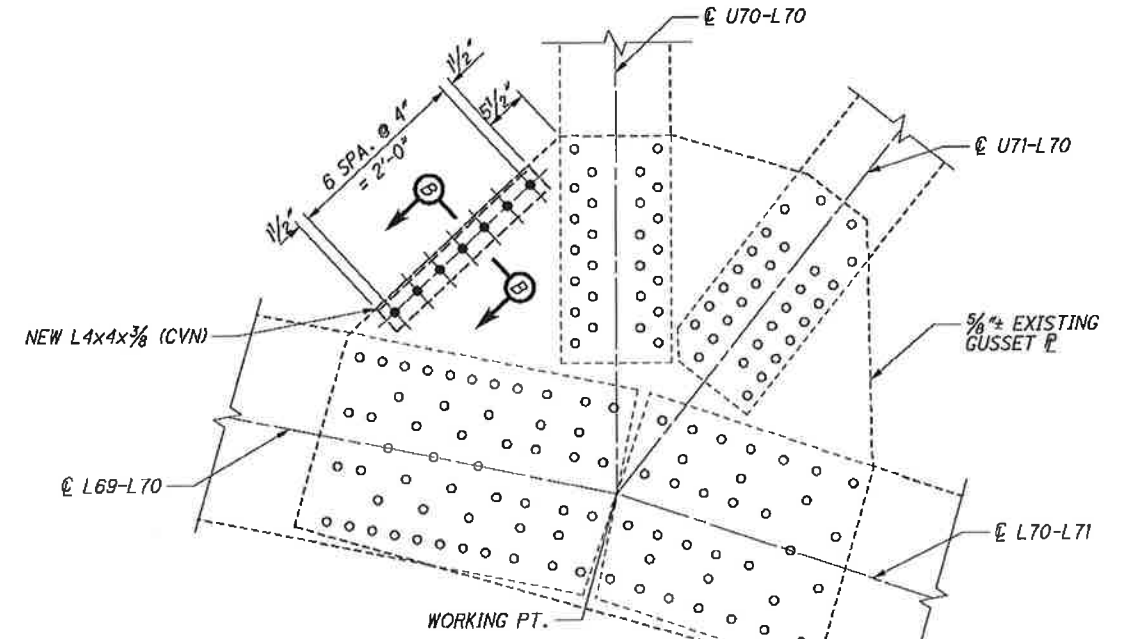 ℄ U70-L70
1½"
5½"
6 SPA. @ 4"
= 2'-0"
1½"
B
B
℄ U71-L70
NEW L4x4x⅜ (CVN)
⅝"± EXISTING
GUSSET ℄
℄ L69-L70
℄ L70-L71
WORKING PT.